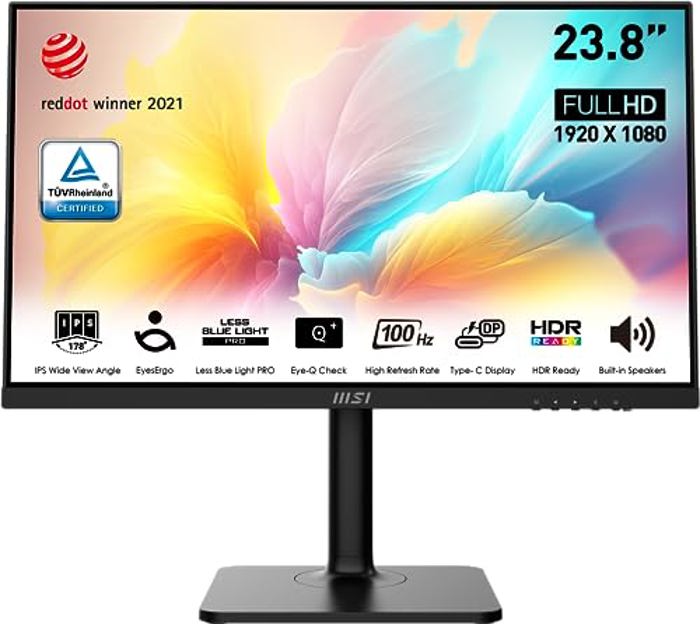 reddot winner 2021
TÜVRheinland®
CERTIFIED
23.8”
FULLHD
1920 X 1080
IPS
178°
LESS
BLUE LIGHT
PRO
Q+
100Hz
DP
HDR
READY
IPS Wide View Angle
EyesErgo
Less Blue Light PRO
Eye-Q Check
High Refresh Rate
Type- C Display
HDR Ready
Built-in Speakers
msi